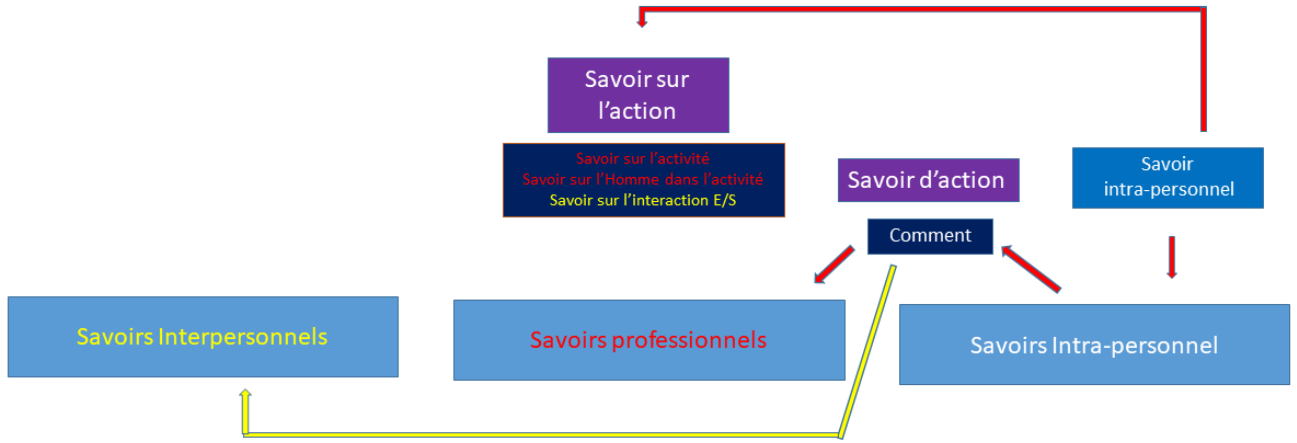 Savoir sur
l'action
Savoir sur l'activité
Savoir sur l'Homme dans l'activité
Savoir sur l'interaction E/S
Savoir d'action
Comment
Savoir
intra-personnel
Savoirs Interpersonnels
Savoirs professionnels
Savoirs Intra-personnel